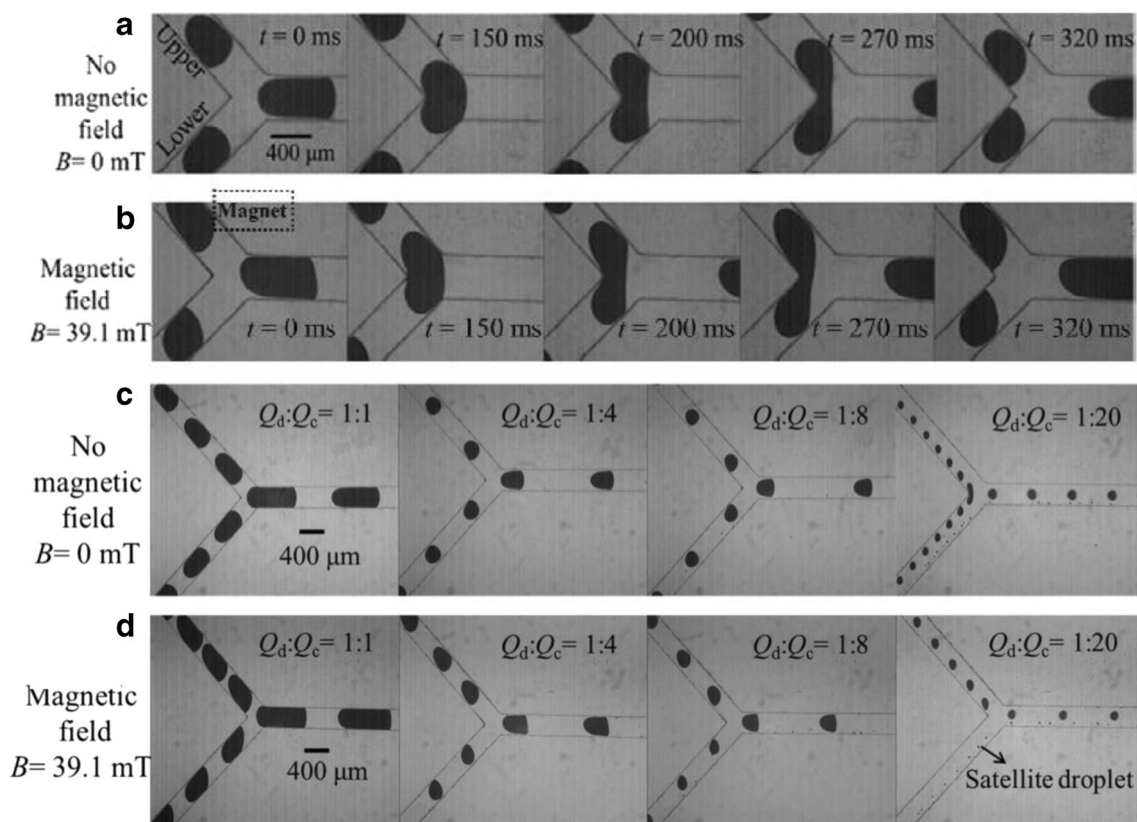 a
Upper
Lower
No
magnetic
field
B= 0 mT
t = 0 ms
t = 150 ms
t = 200 ms
t = 270 ms
t = 320 ms
400 μm
b
Magnet
Magnetic
field
B= 39.1 mT
t = 0 ms
t = 150 ms
t = 200 ms
t = 270 ms
t = 320 ms
c
No
magnetic
field
B= 0 mT
Qd:Qc= 1:1
Qd:Qc= 1:4
Qd:Qc= 1:8
Qd:Qc= 1:20
400 μm
d
Magnetic
field
B= 39.1 mT
Qd:Qc= 1:1
Qd:Qc= 1:4
Qd:Qc= 1:8
Qd:Qc= 1:20
400 μm
Satellite droplet